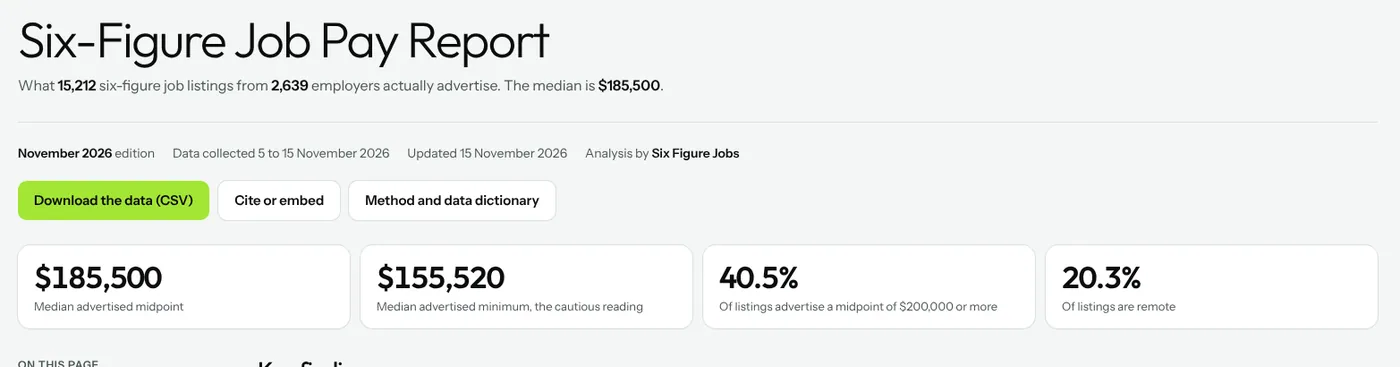 Six-Figure Job Pay Report
What 15,212 six-figure job listings from 2,639 employers actually advertise. The median is $185,500.
November 2026 edition Data collected 5 to 15 November 2026 Updated 15 November 2026 Analysis by Six Figure Jobs
Download the data (CSV) Cite or embed Method and data dictionary
$185,500
Median advertised midpoint
$155,520
Median advertised minimum, the cautious reading
40.5%
Of listings advertise a midpoint of $200,000 or more
20.3%
Of listings are remote
ON THIS PAGE